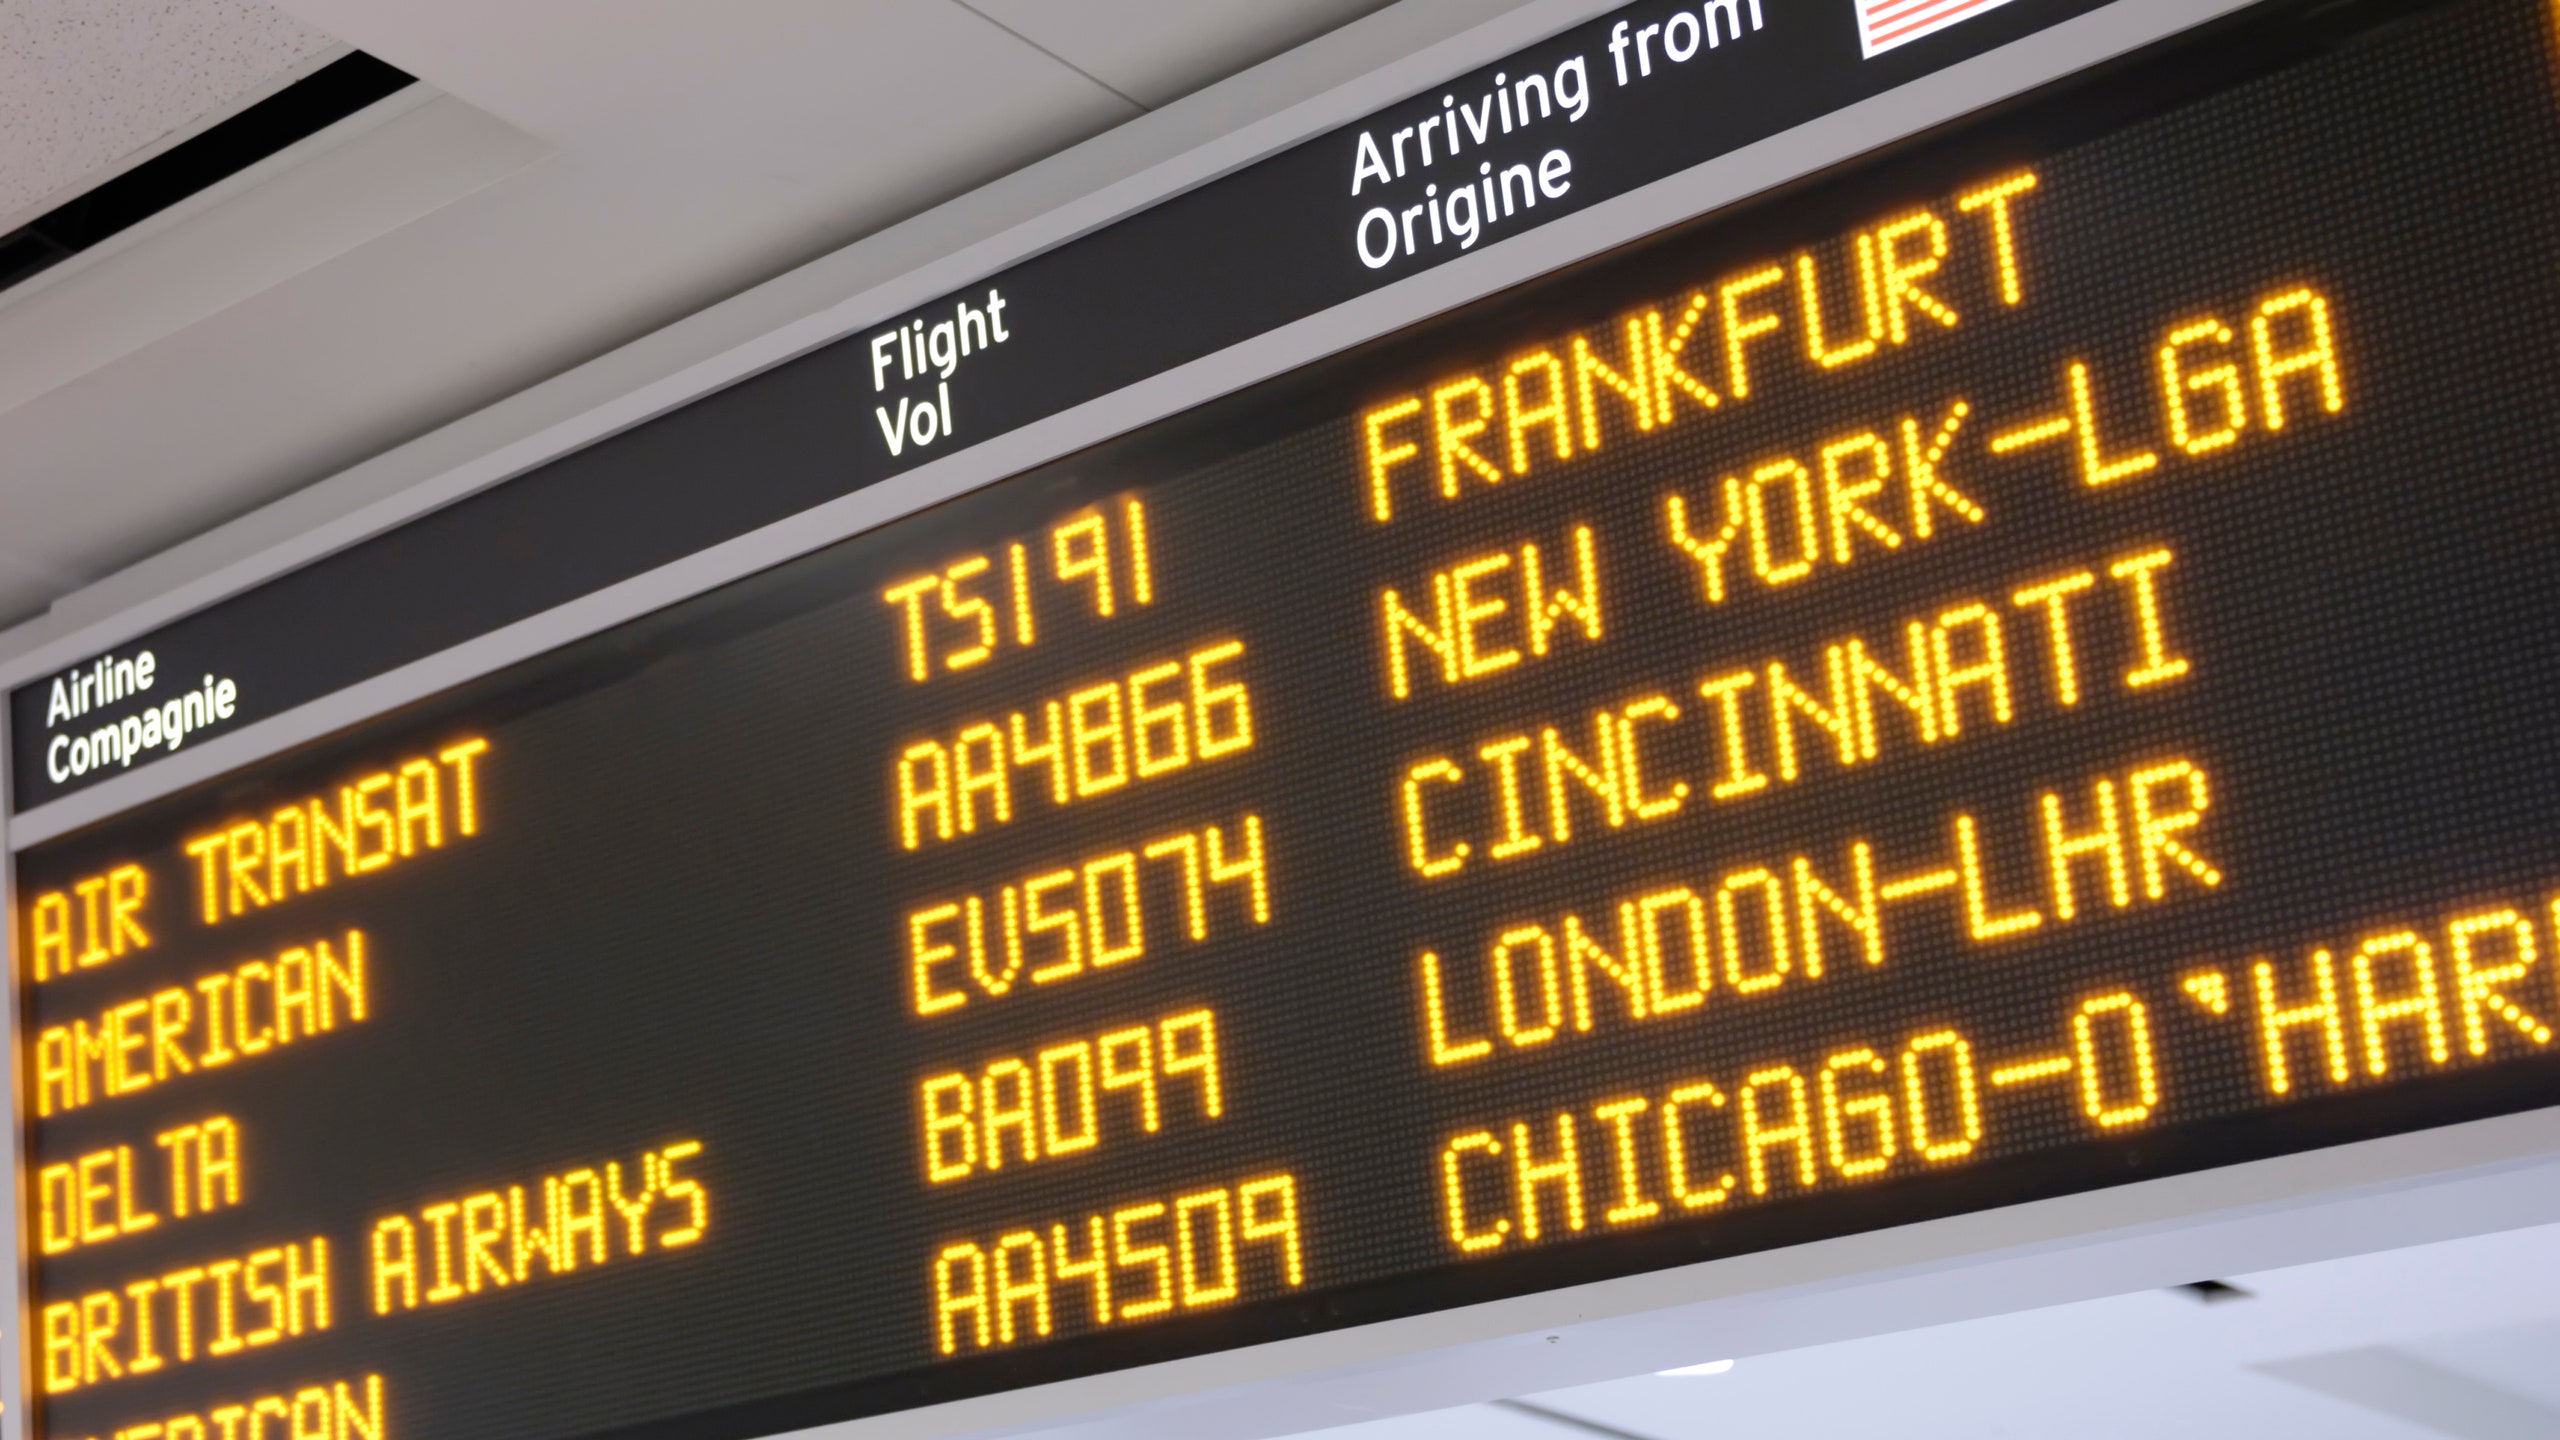 Airline Flight Arriving from
Compagnie Vol Origine
AIR TRANSAT TS191 FRANKFURT
AMERICAN AA4866 NEW YORK-LGA
DELTA EV5074 CINCINNATI
BRITISH AIRWAYS BA099 LONDON-LHR
AMERICAN AA4509 CHICAGO-O'HAR